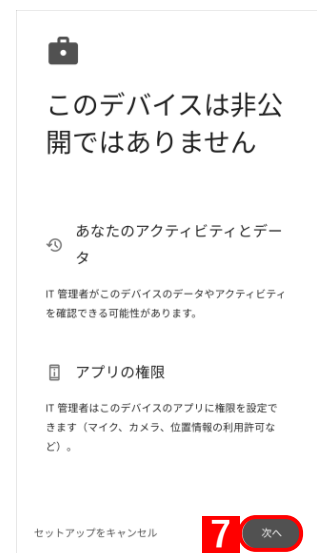 このデバイスは非公
開ではありません
あなたのアクティビティとデー
タ
IT 管理者がこのデバイスのデータやアクティビティ
を確認できる可能性があります。
アプリの権限
IT 管理者はこのデバイスのアプリに権限を設定で
きます（マイク、カメラ、位置情報の利用許可な
ど）。
セットアップをキャンセル
7
次へ